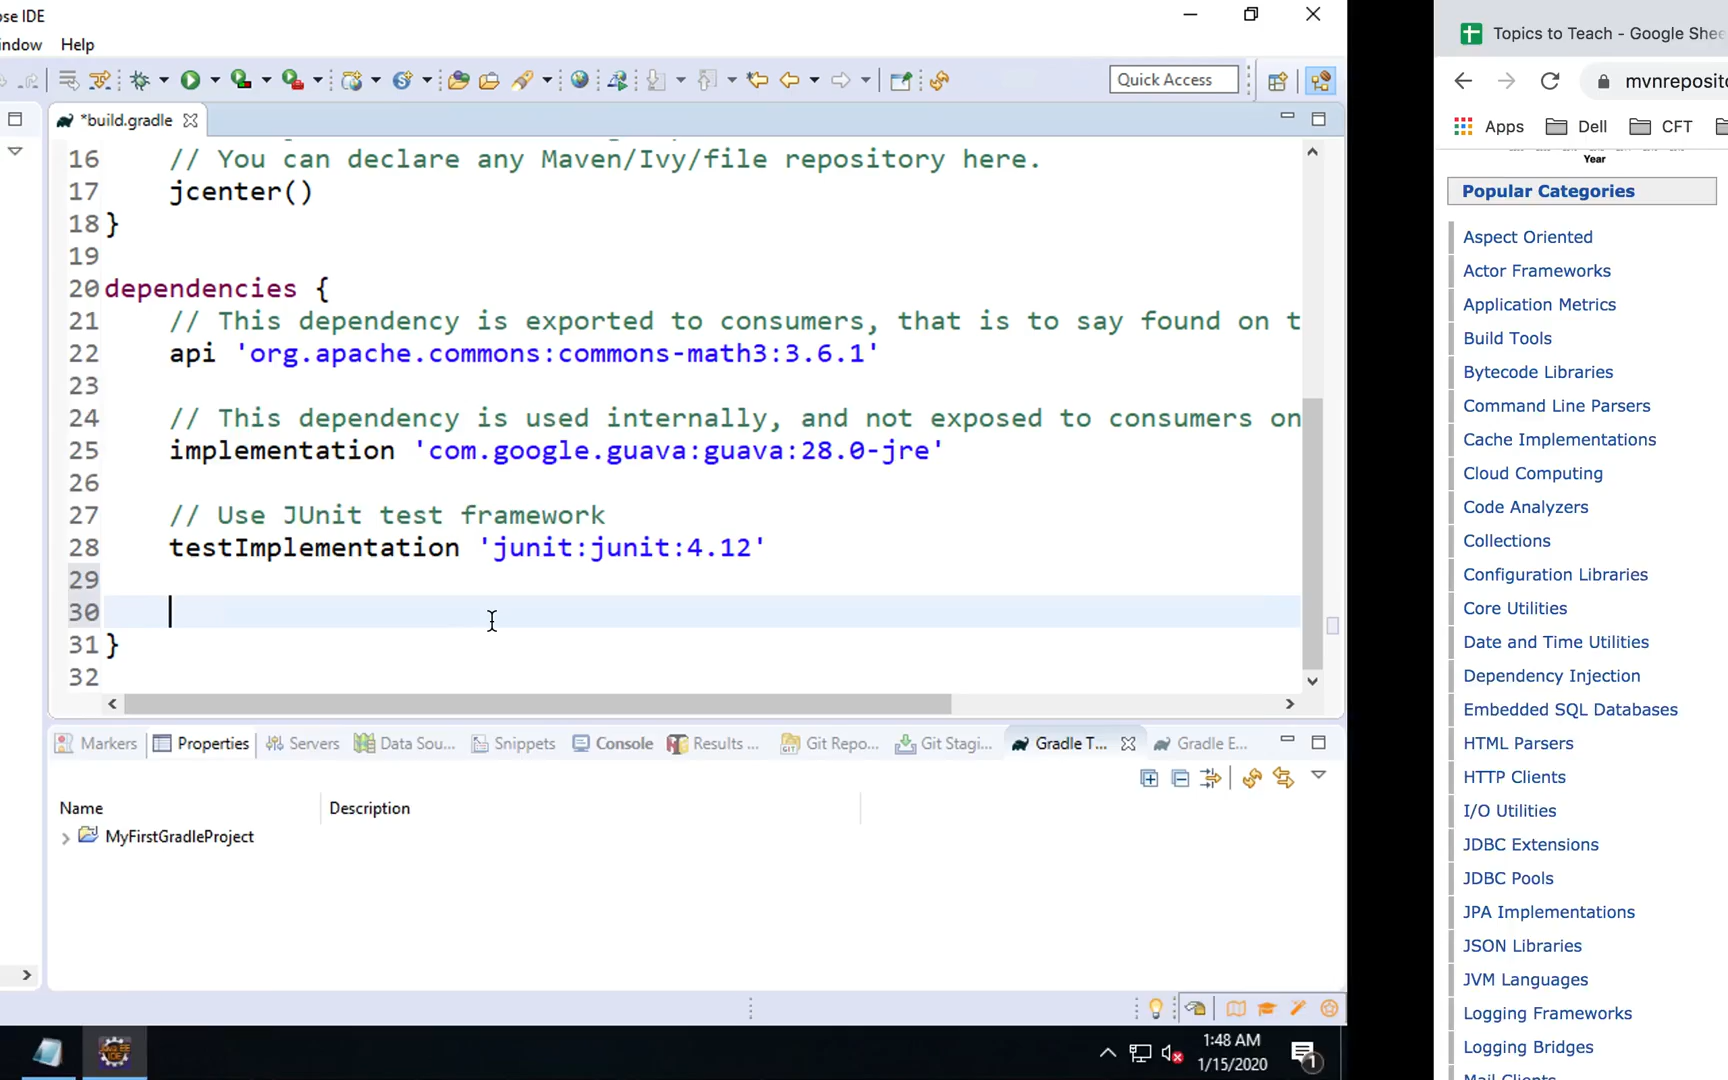 ose IDE
indow Help
Quick Access
*build.gradle
16 // You can declare any Maven/Ivy/file repository here.
17 jcenter()
18 }
19
20 dependencies {
21 // This dependency is exported to consumers, that is to say found on t
22 api 'org.apache.commons:commons-math3:3.6.1'
23
24 // This dependency is used internally, and not exposed to consumers on
25 implementation 'com.google.guava:guava:28.0-jre'
26
27 // Use JUnit test framework
28 testImplementation 'junit:junit:4.12'
29
30
31 }
32
Markers Properties Servers Data Sou... Snippets Console Results ... Git Repo... Git Stagi... Gradle T... Gradle E...
Name Description
MyFirstGradleProject
1:48 AM
1/15/2020
1
Topics to Teach - Google Shee
mvnreposito
Apps Dell CFT
Year
Popular Categories
Aspect Oriented
Actor Frameworks
Application Metrics
Build Tools
Bytecode Libraries
Command Line Parsers
Cache Implementations
Cloud Computing
Code Analyzers
Collections
Configuration Libraries
Core Utilities
Date and Time Utilities
Dependency Injection
Embedded SQL Databases
HTML Parsers
HTTP Clients
I/O Utilities
JDBC Extensions
JDBC Pools
JPA Implementations
JSON Libraries
JVM Languages
Logging Frameworks
Logging Bridges
Mail Clients